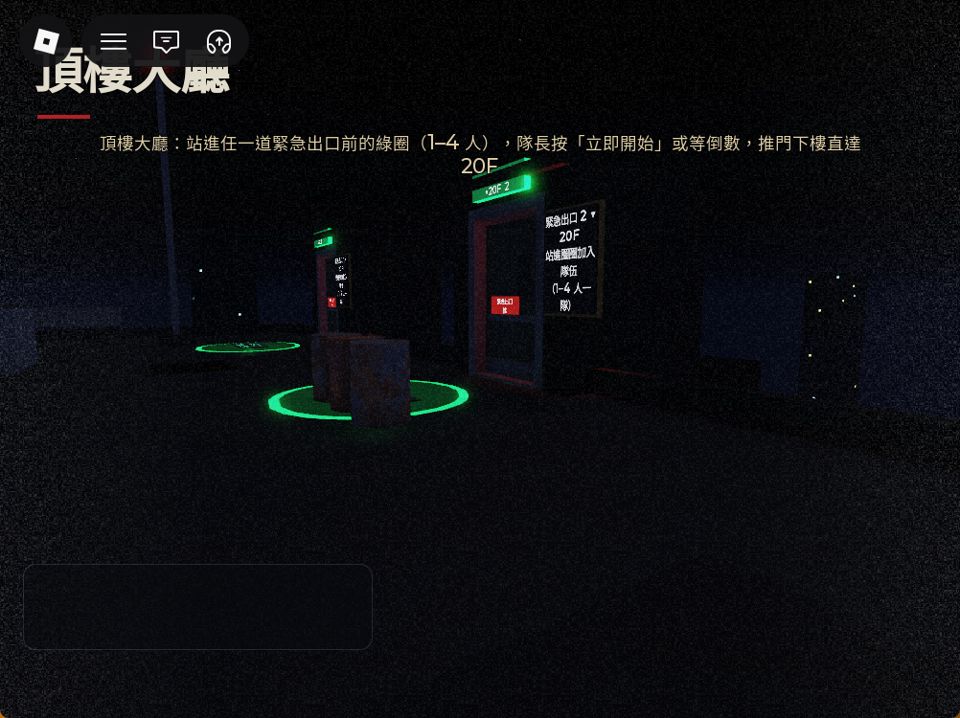 頂樓大廳
頂樓大廳：站進任一道緊急出口前的綠圈（1–4 人），隊長按「立即開始」或等倒數，推門下樓直達
20F
20F 2
緊急出口 2 ▼
20F
站進圈圈加入
隊伍
(1–4 人一
隊)